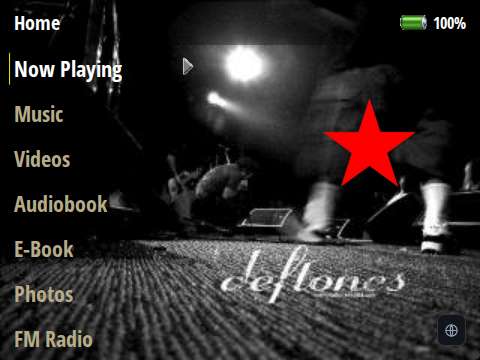 Home
100%
Now Playing
Music
Videos
Audiobook
E-Book
Photos
FM Radio
deftones